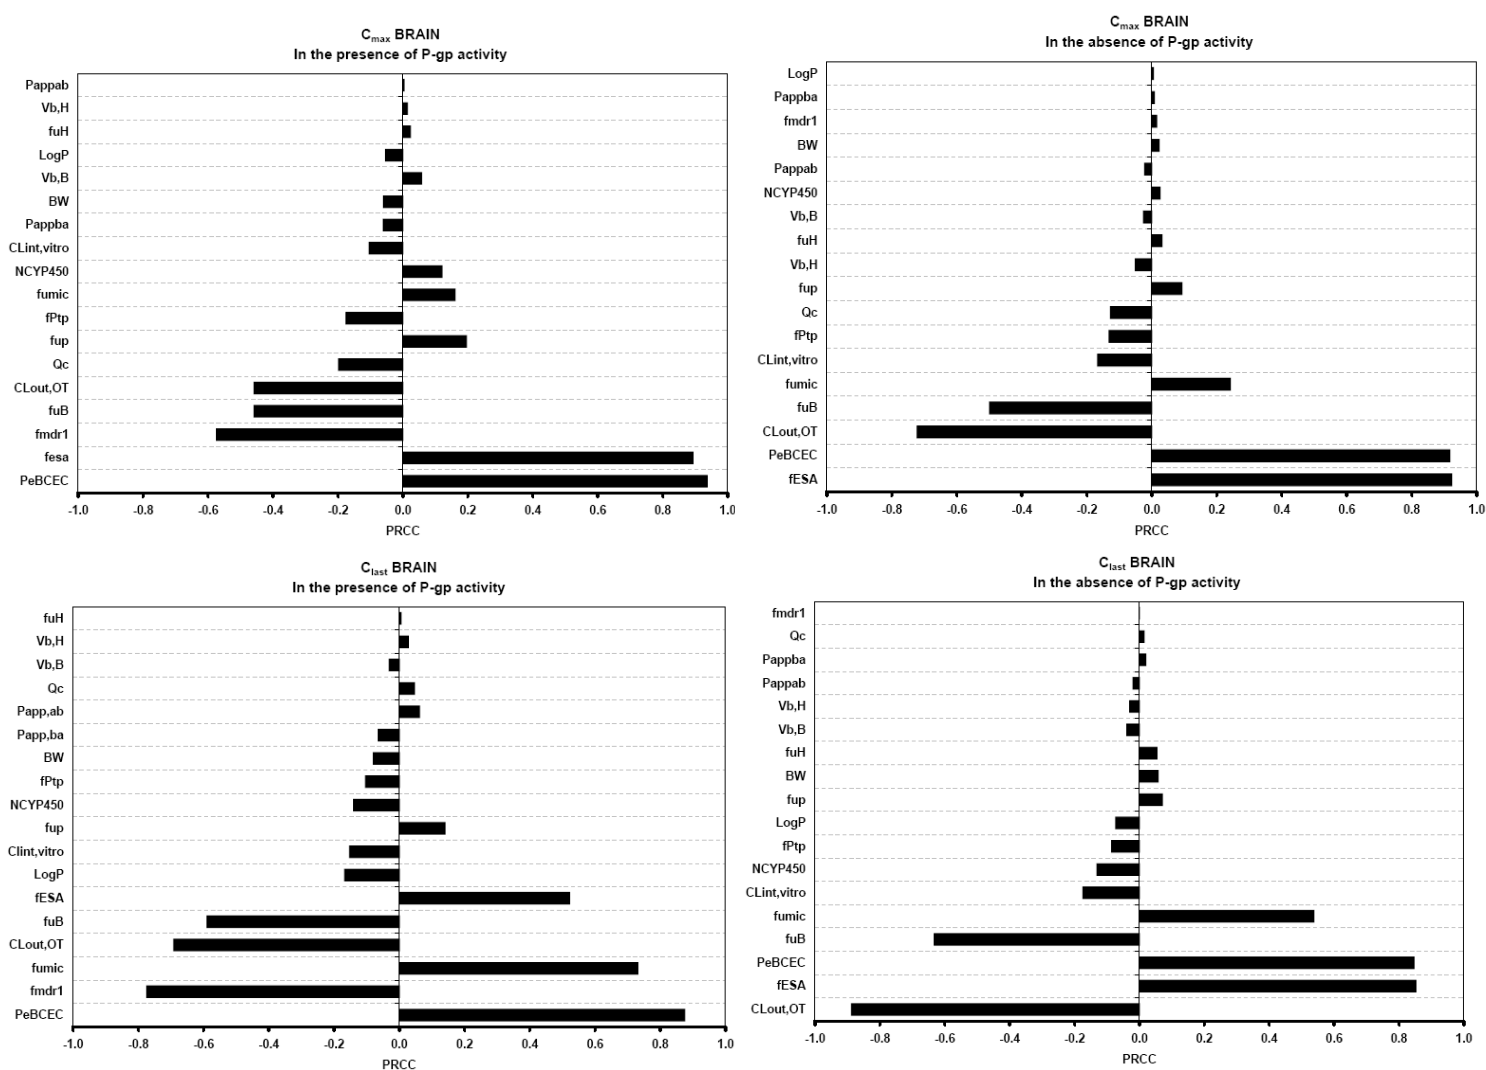 C_max BRAIN
In the presence of P-gp activity
Pappab
Vb,H
fuH
LogP
Vb,B
BW
Pappba
CLint,vitro
NCYP450
fumic
fPtp
fup
Qc
CLout,OT
fuB
fmdr1
fesa
PeBCEC
-1.0 -0.8 -0.6 -0.4 -0.2 0.0 0.2 0.4 0.6 0.8 1.0
PRCC
C_max BRAIN
In the absence of P-gp activity
LogP
Pappba
fmdr1
BW
Pappab
NCYP450
Vb,B
fuH
Vb,H
fup
Qc
fPtp
CLint,vitro
fumic
fuB
CLout,OT
PeBCEC
fESA
-1.0 -0.8 -0.6 -0.4 -0.2 0.0 0.2 0.4 0.6 0.8 1.0
PRCC
C_last BRAIN
In the presence of P-gp activity
fuH
Vb,H
Vb,B
Qc
Papp,ab
Papp,ba
BW
fPtp
NCYP450
fup
Clint,vitro
LogP
fESA
fuB
CLout,OT
fumic
fmdr1
PeBCEC
-1.0 -0.8 -0.6 -0.4 -0.2 0.0 0.2 0.4 0.6 0.8 1.0
PRCC
C_last BRAIN
In the absence of P-gp activity
fmdr1
Qc
Pappba
Pappab
Vb,H
Vb,B
fuH
BW
fup
LogP
fPtp
NCYP450
CLint,vitro
fumic
fuB
PeBCEC
fESA
CLout,OT
-1.0 -0.8 -0.6 -0.4 -0.2 0.0 0.2 0.4 0.6 0.8 1.0
PRCC